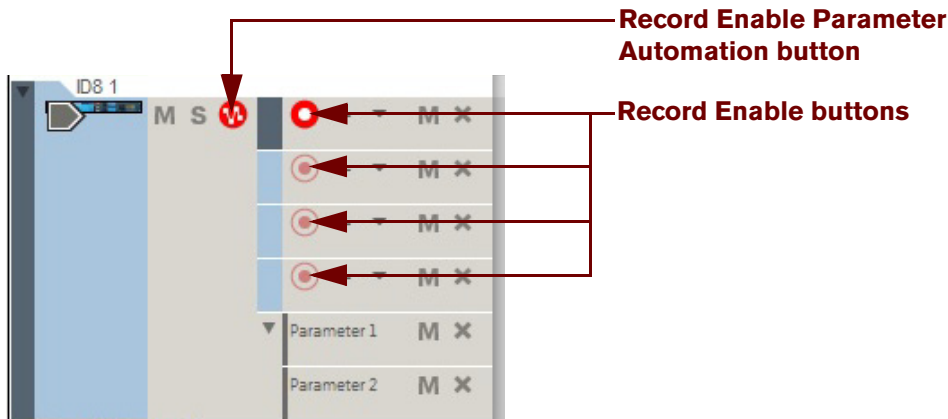 Record Enable Parameter
Automation button
ID8 1
M S M
Record Enable buttons
M
M
M
Parameter 1 M
Parameter 2 M